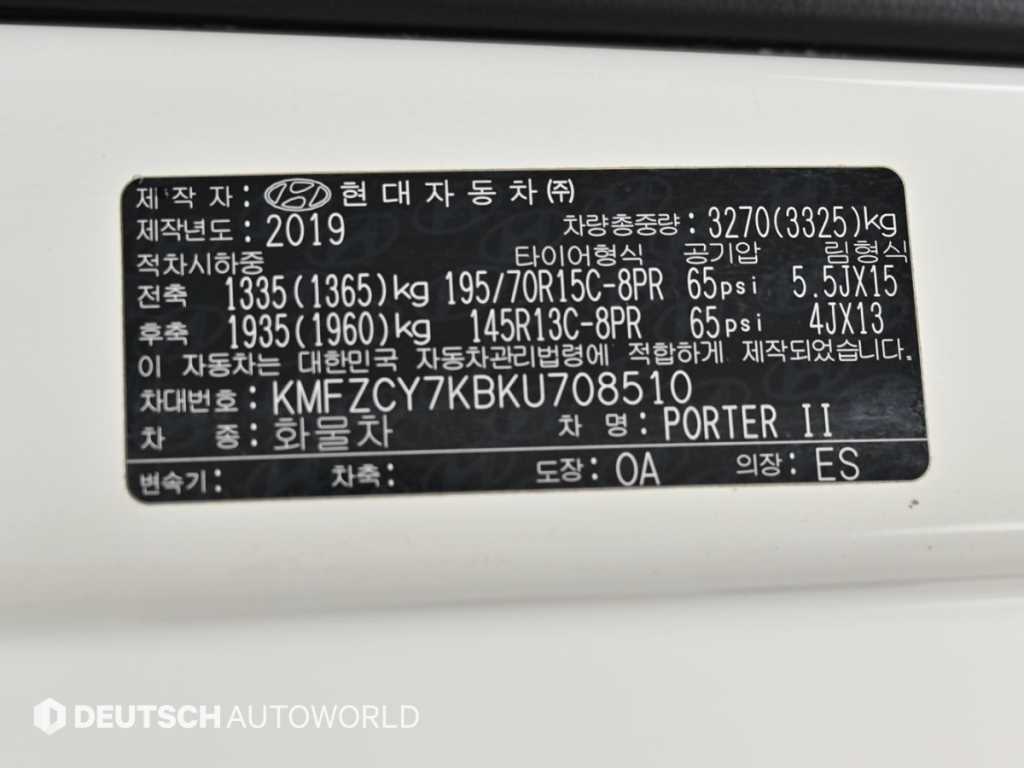 제 작 자 : 현대자동차㈜
제작년도 : 2019 차량총중량 : 3270(3325)kg
적차시하중 타이어형식 공기압 림형식
전축 1335(1365)kg 195/70R15C-8PR 65psi 5.5JX15
후축 1935(1960)kg 145R13C-8PR 65psi 4JX13
이 자동차는 대한민국 자동차관리법령에 적합하게 제작되었습니다.
차대번호 : KMFZCY7KBKU708510
차 종 : 화물차 차 명 : PORTER II
변속기 : 차축 : 도장 : OA 의장 : ES
DEUTSCH AUTOWORLD